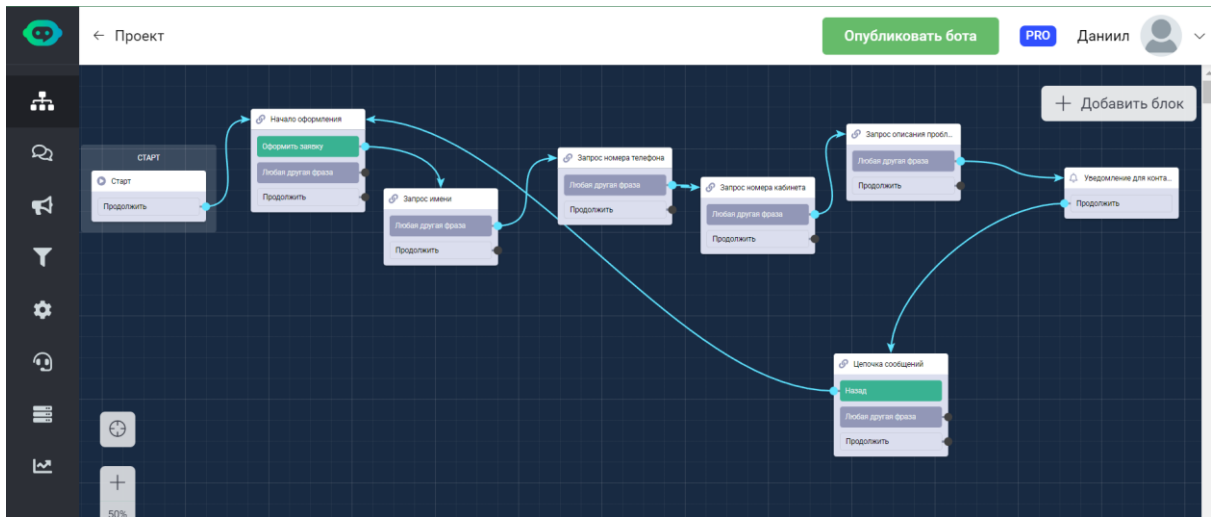 ← Проект
Опубликовать бота
PRO
Даниил
+ Добавить блок
СТАРТ
Старт
Продолжить
Начало оформления
Оформить заявку
Любая другая фраза
Продолжить
Запрос имени
Любая другая фраза
Продолжить
Запрос номера телефона
Любая другая фраза
Продолжить
Запрос номера кабинета
Любая другая фраза
Продолжить
Запрос описания пробл...
Любая другая фраза
Продолжить
Уведомление для конта...
Продолжить
Цепочка сообщений
Назад
Любая другая фраза
Продолжить
50%